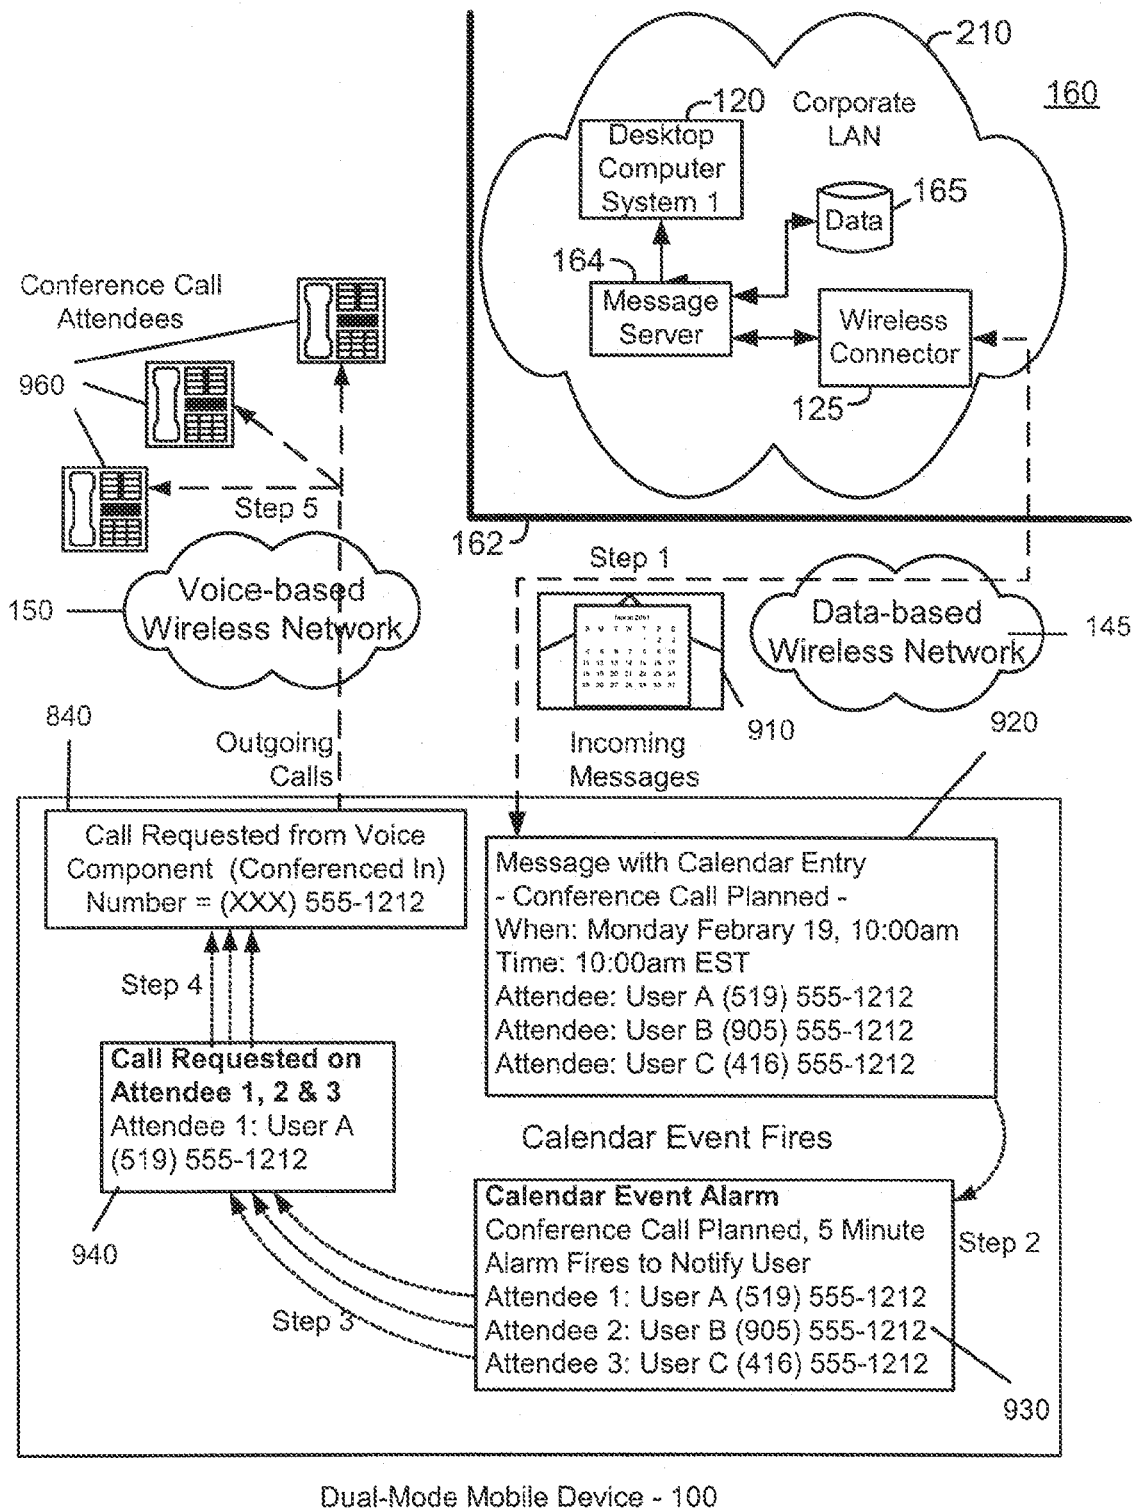 210
160
120
Corporate
LAN
Desktop
Computer
System 1
165
Data
164
Message
Server
Wireless
Connector
125
Conference Call
Attendees
960
Step 5
162
Step 1
Voice-based
Wireless Network
150
Data-based
Wireless Network
145
910
920
840
Outgoing
Calls
Incoming
Messages
Call Requested from Voice
Component (Conferenced In)
Number = (XXX) 555-1212
Message with Calendar Entry
- Conference Call Planned -
When: Monday Febrary 19, 10:00am
Time: 10:00am EST
Attendee: User A (519) 555-1212
Attendee: User B (905) 555-1212
Attendee: User C (416) 555-1212
Step 4
Call Requested on
Attendee 1, 2 & 3
Attendee 1: User A
(519) 555-1212
940
Calendar Event Fires
Calendar Event Alarm
Conference Call Planned, 5 Minute
Alarm Fires to Notify User
Attendee 1: User A (519) 555-1212
Attendee 2: User B (905) 555-1212
Attendee 3: User C (416) 555-1212
Step 2
Step 3
930
Dual-Mode Mobile Device - 100